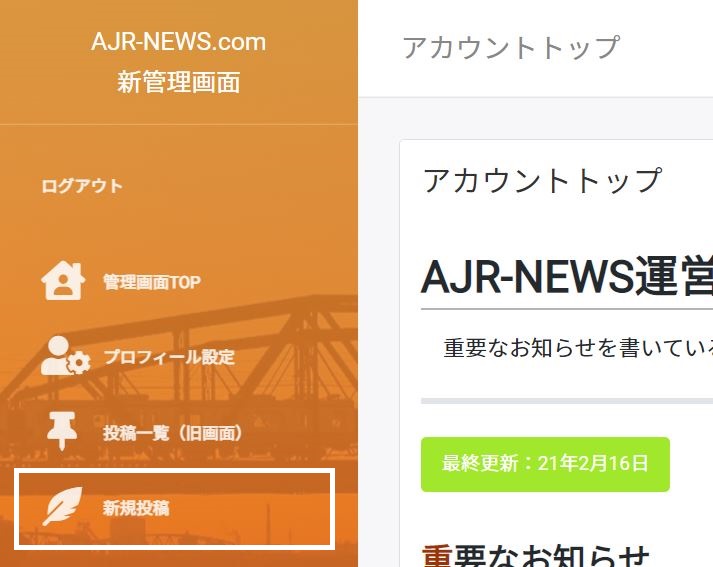 AJR-NEWS.com
新管理画面
ログアウト
管理画面TOP
プロフィール設定
投稿一覧（旧画面）
新規投稿
アカウントトップ
アカウントトップ
AJR-NEWS運営
重要なお知らせを書いてい
最終更新：21年2月16日
重要なお知らせ